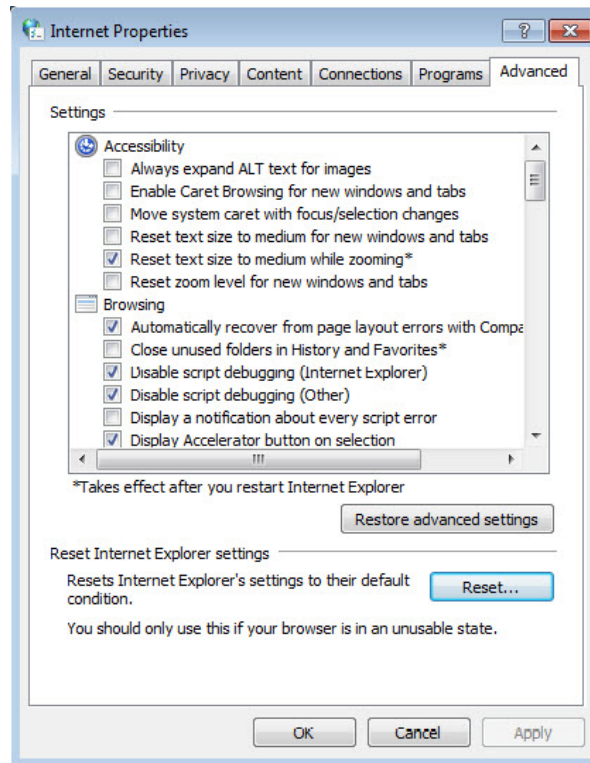 Internet Properties
General Security Privacy Content Connections Programs Advanced
Settings
Accessibility
Always expand ALT text for images
Enable Caret Browsing for new windows and tabs
Move system caret with focus/selection changes
Reset text size to medium for new windows and tabs
Reset text size to medium while zooming*
Reset zoom level for new windows and tabs
Browsing
Automatically recover from page layout errors with Compa
Close unused folders in History and Favorites*
Disable script debugging (Internet Explorer)
Disable script debugging (Other)
Display a notification about every script error
Display Accelerator button on selection
*Takes effect after you restart Internet Explorer
Restore advanced settings
Reset Internet Explorer settings
Resets Internet Explorer's settings to their default
condition.
Reset...
You should only use this if your browser is in an unusable state.
OK Cancel Apply